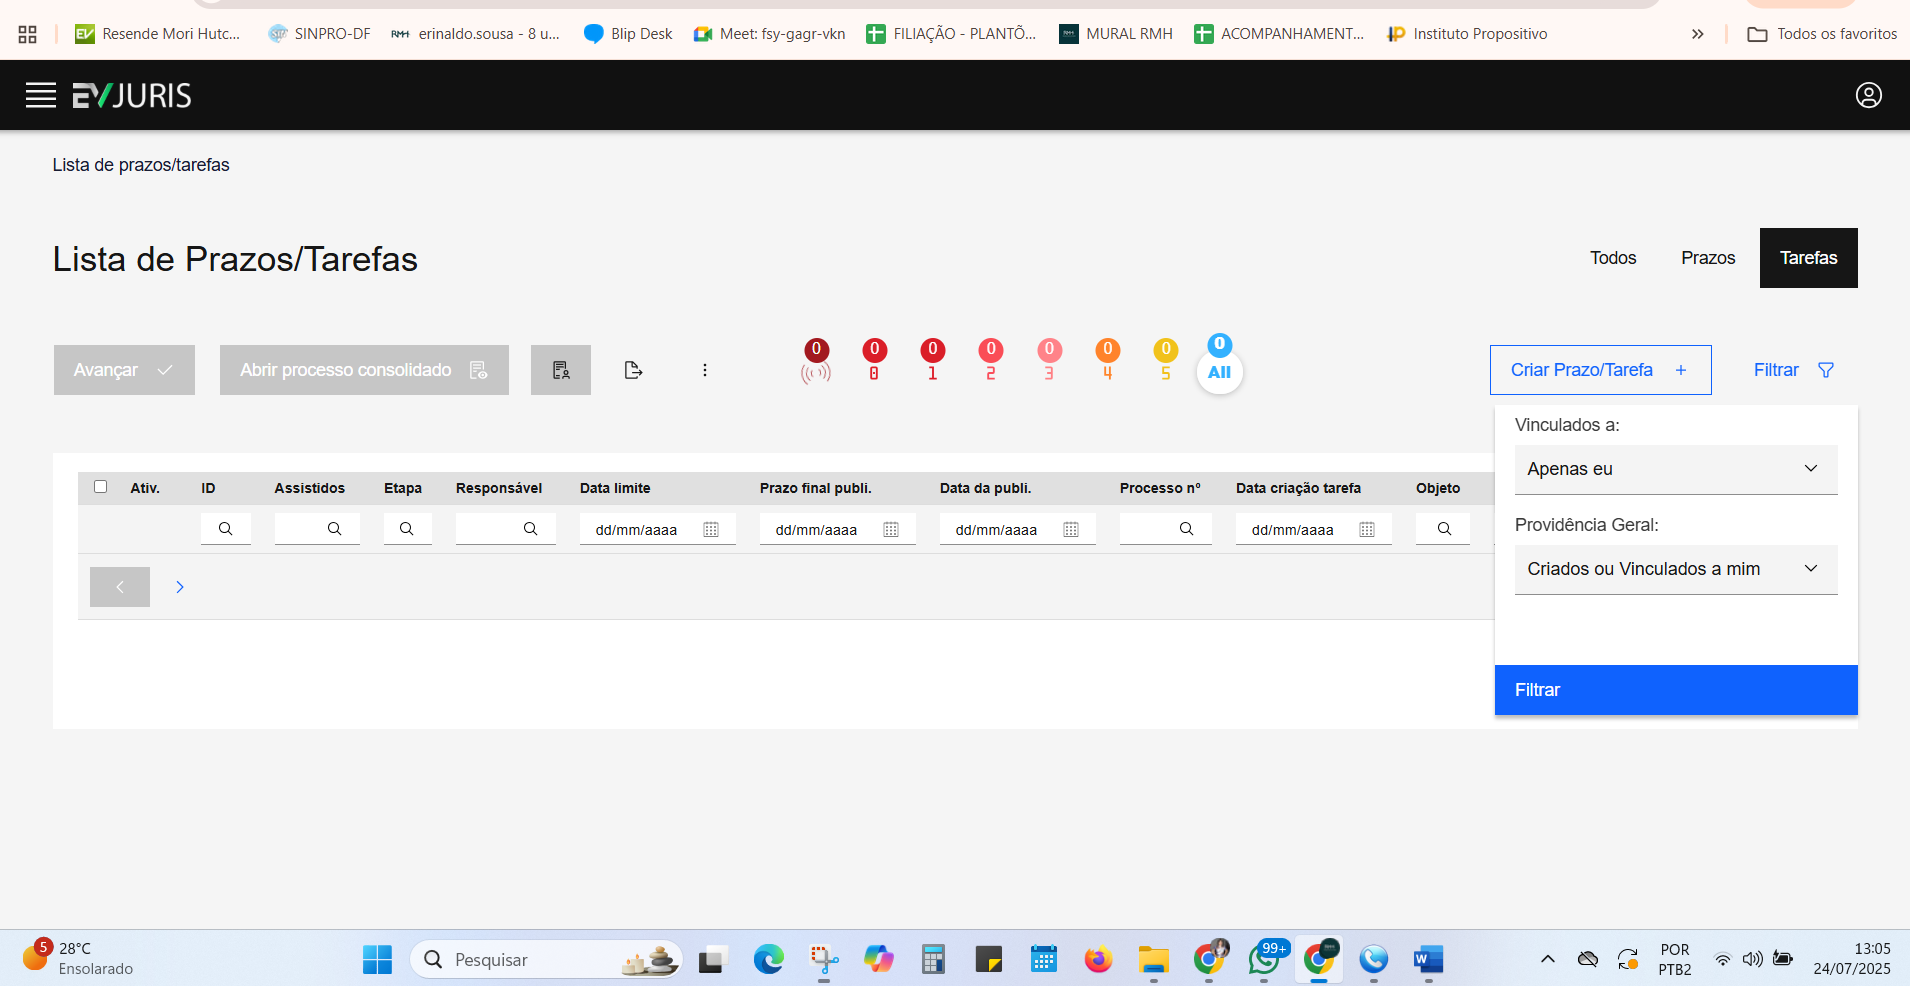 Resende Mori Hutc...
SINPRO-DF
RMH
erinaldo.sousa - 8 u...
Blip Desk
Meet: fsy-gagr-vkn
FILIAÇÃO - PLANTÕ...
MURAL RMH
ACOMPANHAMENT...
Instituto Propositivo
Todos os favoritos
EVJURIS
Lista de prazos/tarefas
Lista de Prazos/Tarefas
Todos
Prazos
Tarefas
Avançar
Abrir processo consolidado
0 0 0 0 0 0 0 0
0 1 2 3 4 5 All
Criar Prazo/Tarefa +
Filtrar
Vinculados a:
Apenas eu
Providência Geral:
Criados ou Vinculados a mim
Filtrar
Ativ. ID Assistidos Etapa Responsável Data limite Prazo final publi. Data da publi. Processo nº Data criação tarefa Objeto
dd/mm/aaaa dd/mm/aaaa dd/mm/aaaa dd/mm/aaaa
5
28°C
Ensolarado
Pesquisar
99+
POR
PTB2
13:05
24/07/2025